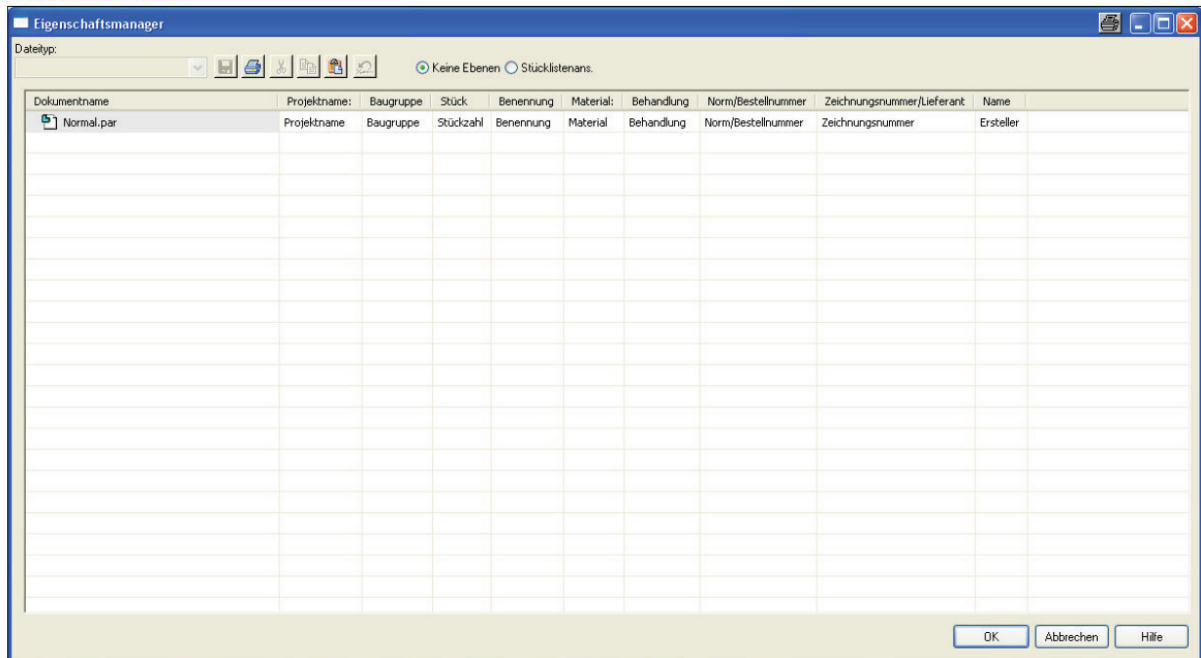 Eigenschaftsmanager
Dateityp:
Keine Ebenen Stücklistenans.
Dokumentname Projektname: Baugruppe Stück Benennung Material: Behandlung Norm/Bestellnummer Zeichnungsnummer/Lieferant Name
Normal.par Projektname Baugruppe Stückzahl Benennung Material Behandlung Norm/Bestellnummer Zeichnungsnummer Ersteller
OK Abbrechen Hilfe